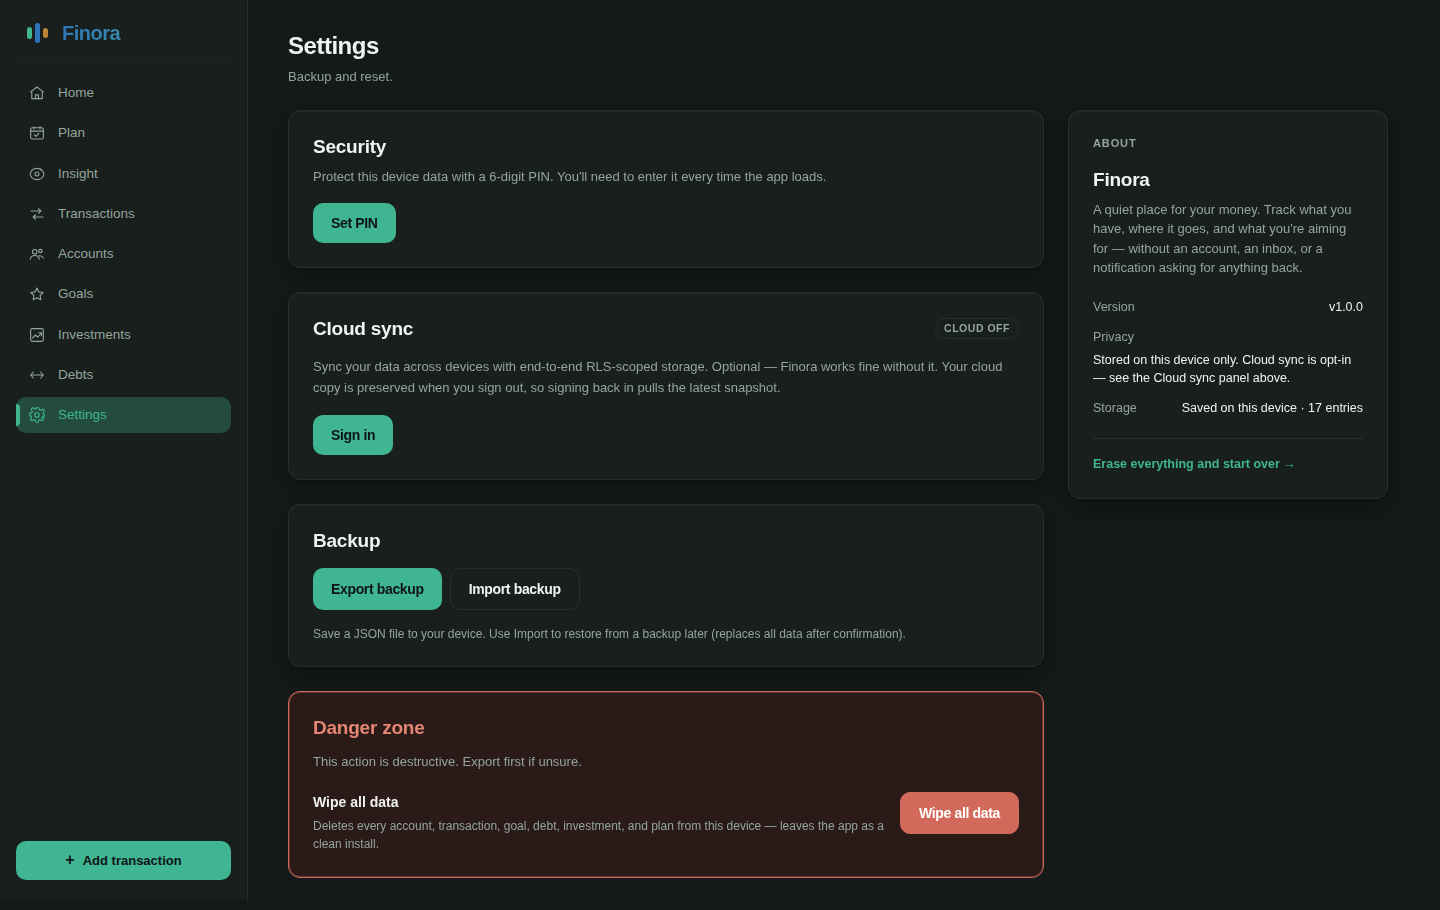 Finora
Home
Plan
Insight
Transactions
Accounts
Goals
Investments
Debts
Settings
+ Add transaction
Settings
Backup and reset.
Security
Protect this device data with a 6-digit PIN. You'll need to enter it every time the app loads.
Set PIN
Cloud sync
CLOUD OFF
Sync your data across devices with end-to-end RLS-scoped storage. Optional — Finora works fine without it. Your cloud
copy is preserved when you sign out, so signing back in pulls the latest snapshot.
Sign in
Backup
Export backup
Import backup
Save a JSON file to your device. Use Import to restore from a backup later (replaces all data after confirmation).
Danger zone
This action is destructive. Export first if unsure.
Wipe all data
Deletes every account, transaction, goal, debt, investment, and plan from this device — leaves the app as a
clean install.
Wipe all data
ABOUT
Finora
A quiet place for your money. Track what you
have, where it goes, and what you're aiming
for — without an account, an inbox, or a
notification asking for anything back.
Version v1.0.0
Privacy
Stored on this device only. Cloud sync is opt-in
— see the Cloud sync panel above.
Storage Saved on this device · 17 entries
Erase everything and start over →